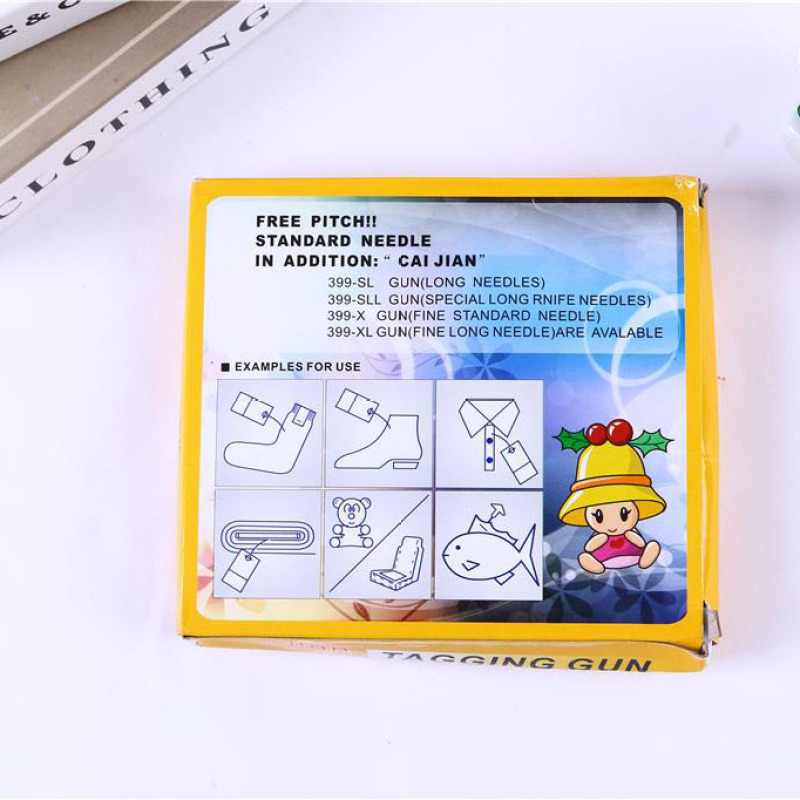 E & C
CLOTHING
FREE PITCH!!
STANDARD NEEDLE
IN ADDITION: “ CAI JIAN”
399-SL GUN(LONG NEEDLES)
399-SLL GUN(SPECIAL LONG RNIFE NEEDLES)
399-X GUN(FINE STANDARD NEEDLE)
399-XL GUN(FINE LONG NEEDLE)ARE AVALABLE
■ EXAMPLES FOR USE
TAGGING GUN